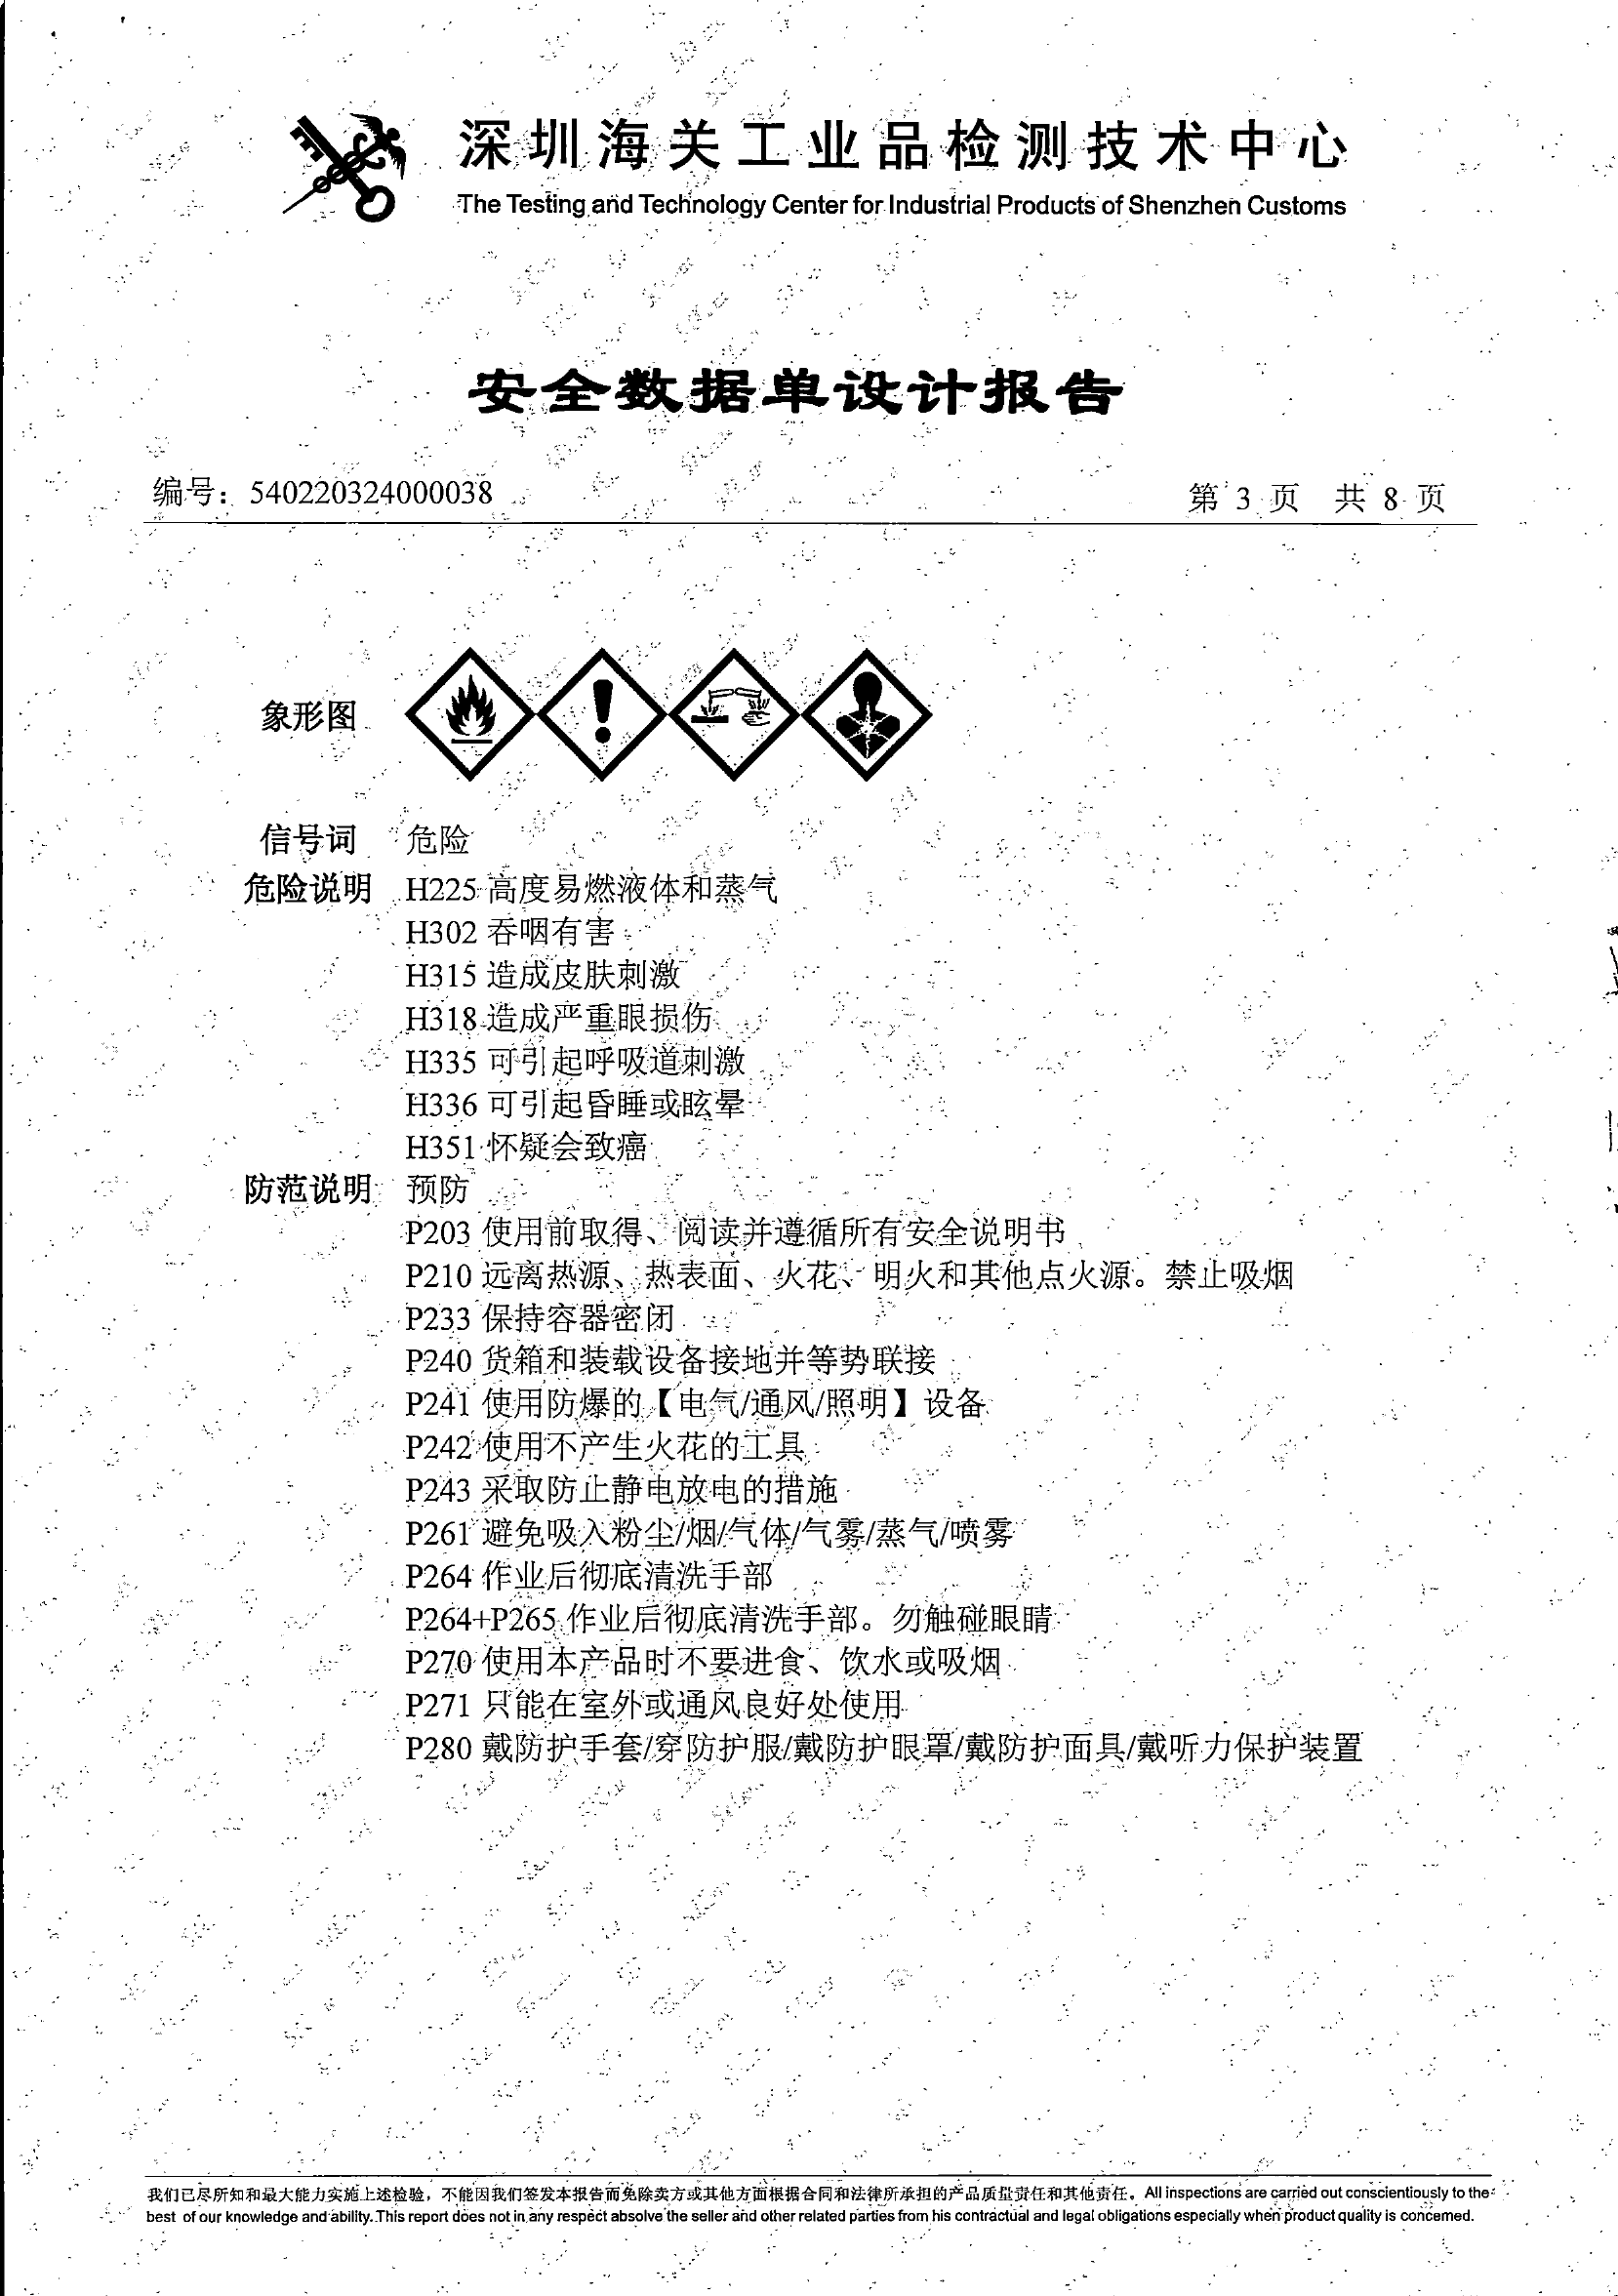 深圳海关工业品检测技术中心
The Testing and Technology Center for Industrial Products of Shenzhen Customs
安全数据单设计报告
编号：540220324000038 第 3 页 共 8 页
象形图
信号词 危险
危险说明 H225 高度易燃液体和蒸气
H302 吞咽有害
H315 造成皮肤刺激
H318 造成严重眼损伤
H335 可引起呼吸道刺激
H336 可引起昏睡或眩晕
H351 怀疑会致癌
防范说明 预防
P203 使用前取得、阅读并遵循所有安全说明书
P210 远离热源、热表面、火花、明火和其他点火源。禁止吸烟
P233 保持容器密闭
P240 货箱和装载设备接地并等势联接
P241 使用防爆的【电气/通风/照明】设备
P242 使用不产生火花的工具
P243 采取防止静电放电的措施
P261 避免吸入粉尘/烟/气体/气雾/蒸气/喷雾
P264 作业后彻底清洗手部
P264+P265 作业后彻底清洗手部。勿触碰眼睛
P270 使用本产品时不要进食、饮水或吸烟
P271 只能在室外或通风良好处使用
P280 戴防护手套/穿防护服/戴防护眼罩/戴防护面具/戴听力保护装置
我们已尽所知和最大能力实施上述检验，不能因我们签发本报告而免除卖方或其他方面根据合同和法律所承担的产品质量责任和其他责任。All inspections are carried out conscientiously to the
best of our knowledge and ability. This report does not in any respect absolve the seller and other related parties from his contractual and legal obligations especially when product quality is concerned.